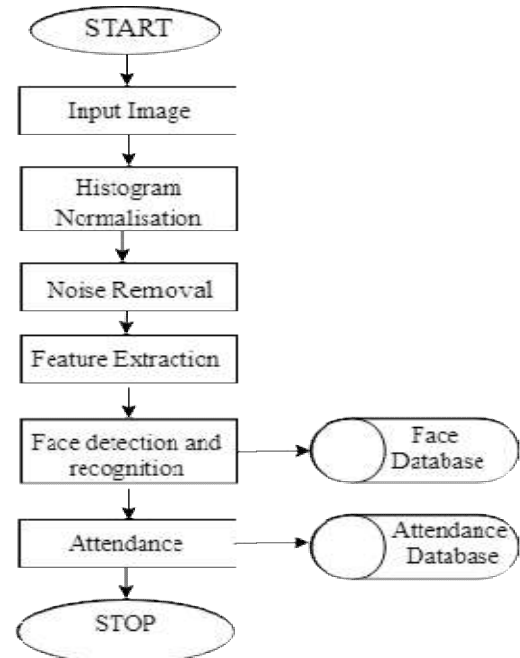 START
Input Image
Histogram
Normalisation
Noise Removal
Feature Extraction
Face detection and
recognition
Face
Database
Attendance
Attendance
Database
STOP